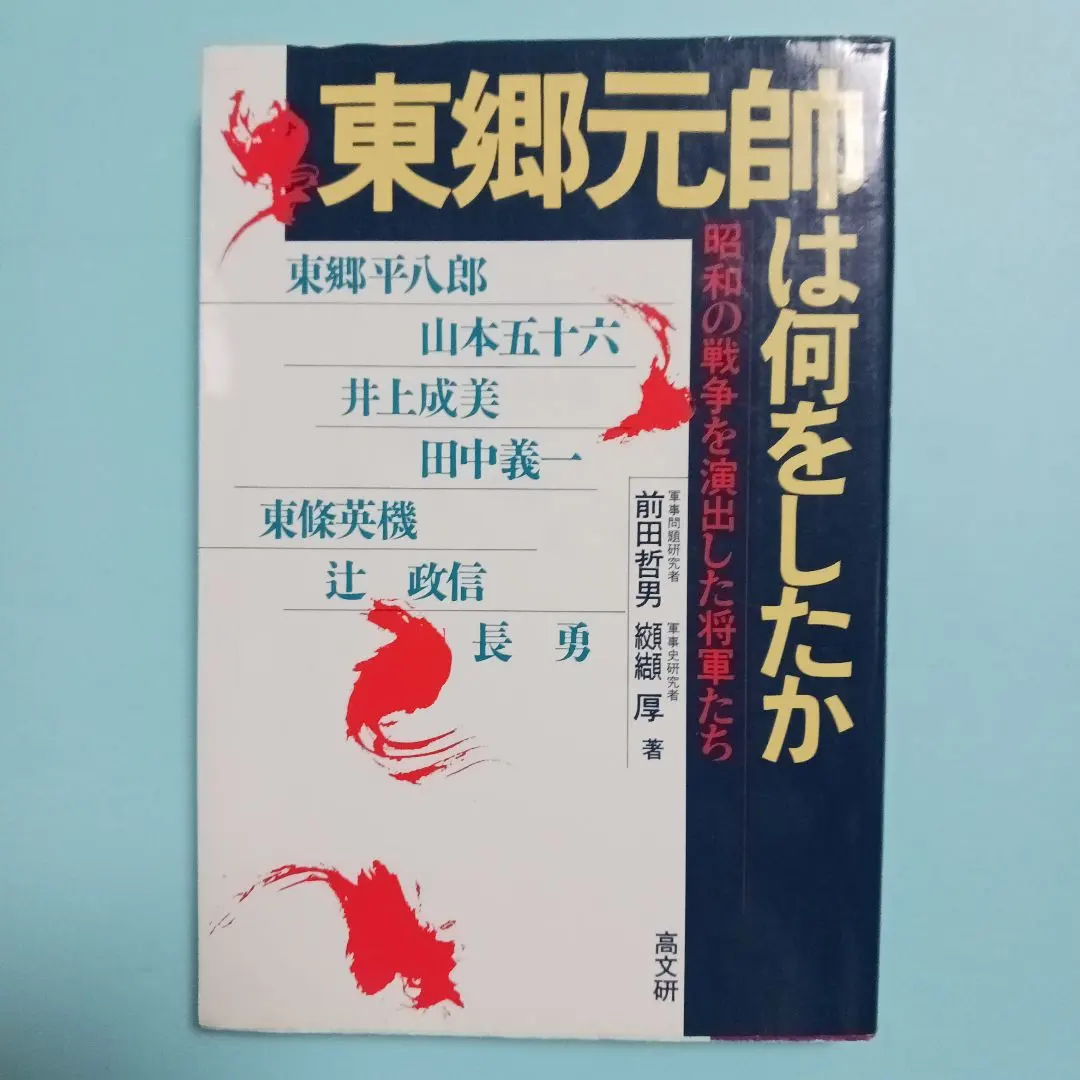 東郷元帥は何をしたか
昭和の戦争を演出した将軍たち
東郷平八郎
山本五十六
井上成美
田中義一
東條英機
辻 政信
長 勇
軍事問題研究者
前田哲男
軍事史研究者
纐纈 厚 著
高文研